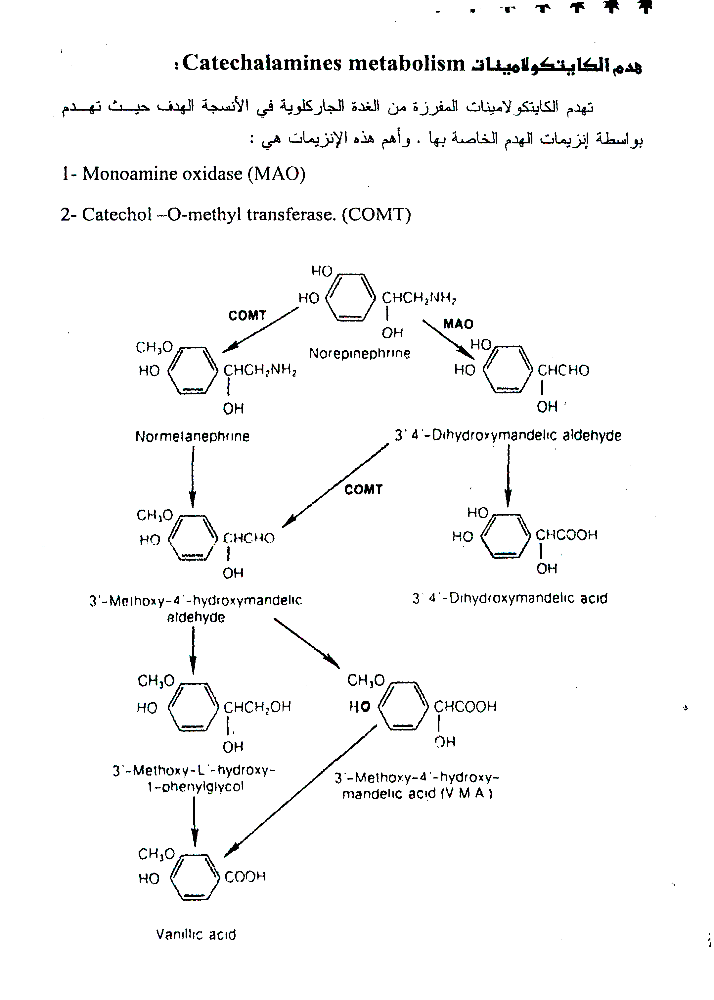 هدم الكايتكولامينات Catechalamines metabolism :
تهدم الكايتكولامينات المفرزة من الغدة الجاركلوية في الأنسجة الهدف حيث تهدم
بواسطة إنزيمات الهدم الخاصة بها . وأهم هذه الإنزيمات هي :
1- Monoamine oxidase (MAO)
2- Catechol –O-methyl transferase. (COMT)
HO
HO CHCH₂NH₂
COMT
MAO
OH
Norepinephrine
CH₃O
HO CHCH₂NH₂
OH
Normetanephrine
HO
HO CHCHO
OH
3' 4'-Dihydroxymandelic aldehyde
COMT
CH₃O
HO CHCHO
OH
3'-Methoxy-4'-hydroxymandelic
aldehyde
HO
HO CHCOOH
OH
3' 4'-Dihydroxymandelic acid
CH₃O
HO CHCH₂OH
OH
3'-Methoxy-L'-hydroxy-
1-phenylglycol
CH₃O
HO CHCOOH
OH
3'-Methoxy-4'-hydroxy-
mandelic acid (V M A )
CH₃O
HO COOH
Vanillic acid